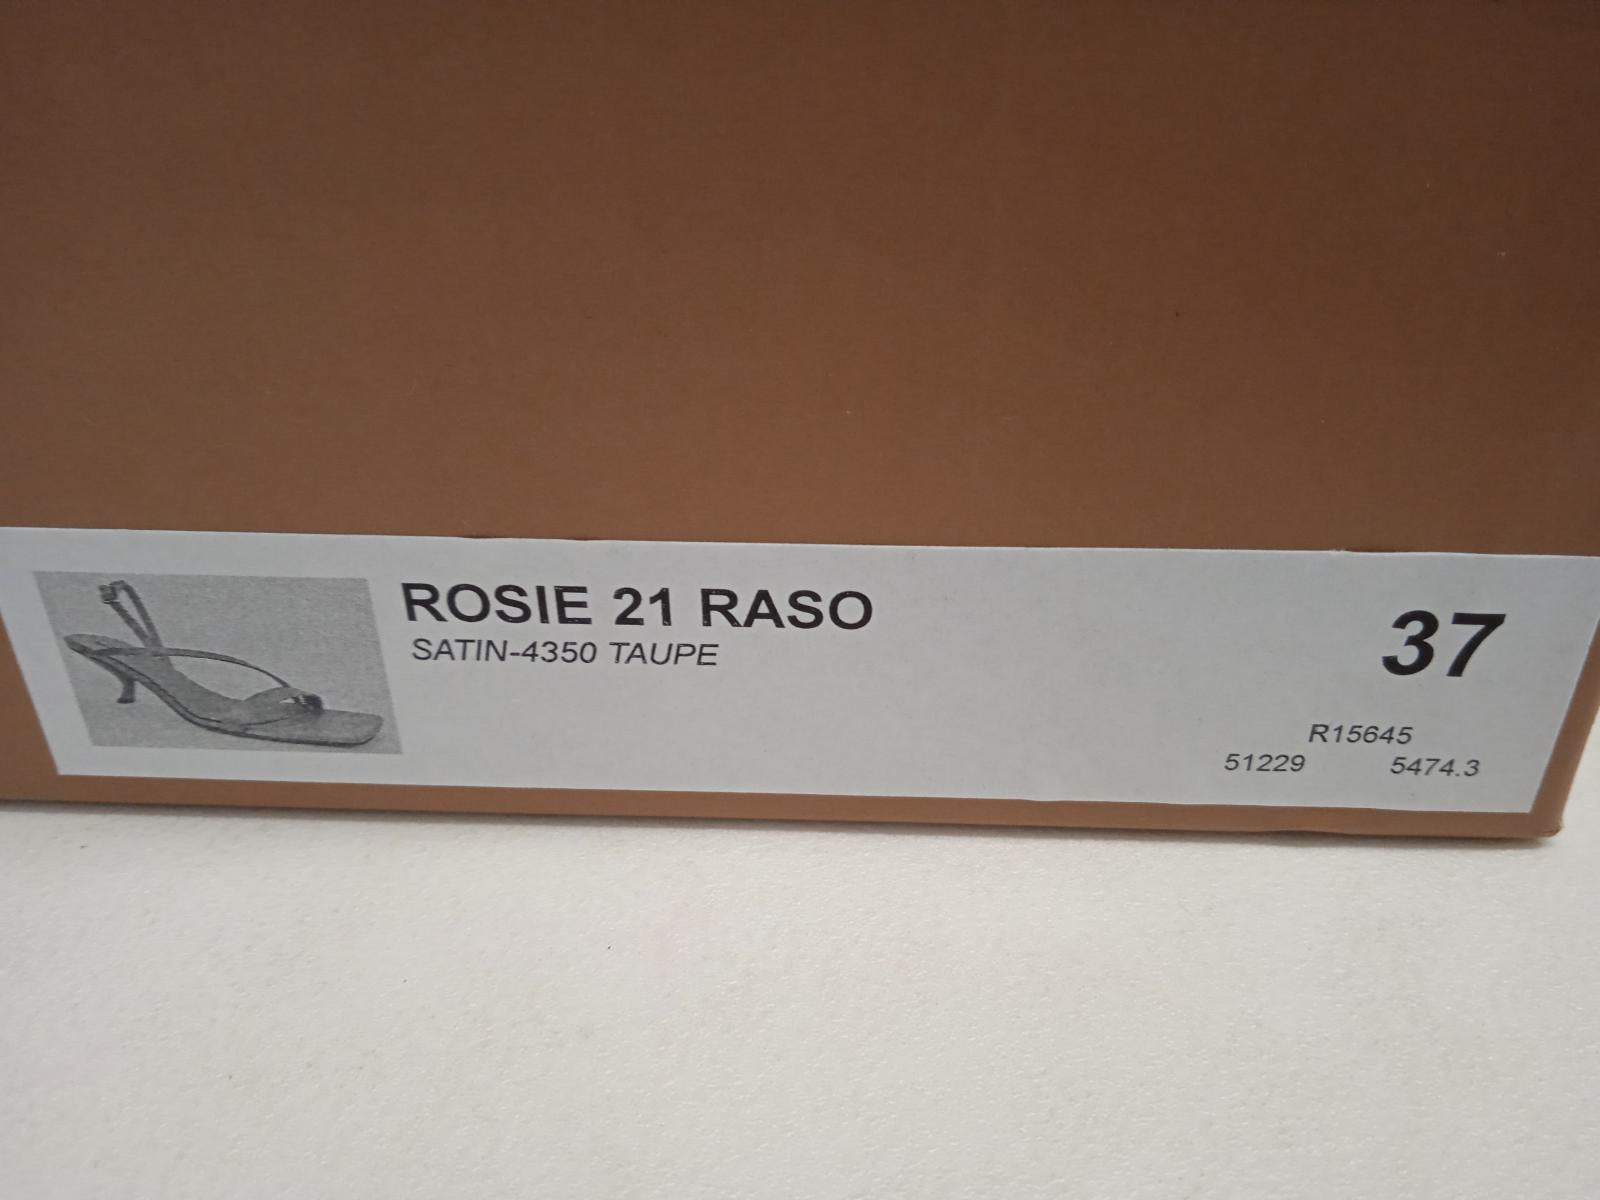 ROSIE 21 RASO
SATIN-4350 TAUPE
37
R15645
51229 5474.3